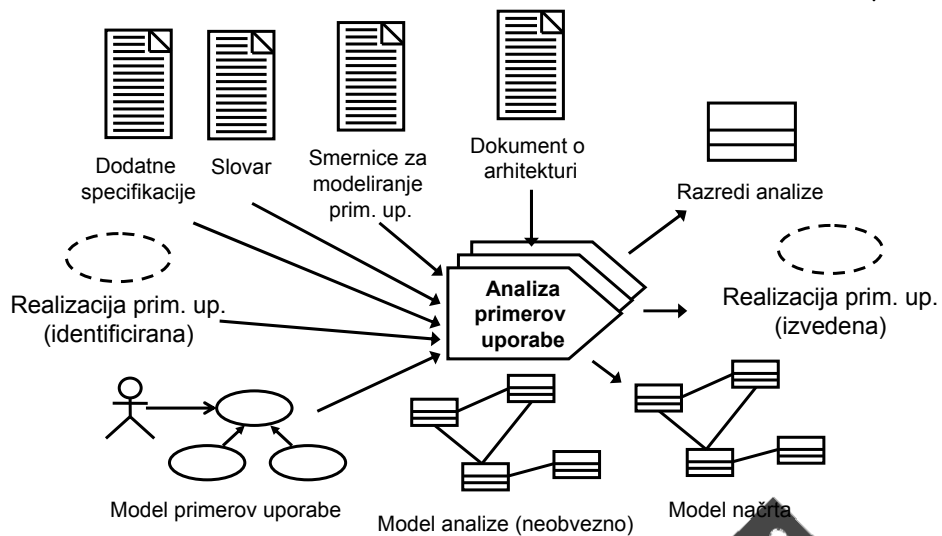 Dodatne
specifikacije
Slovar
Smernice za
modeliranje
prim. up.
Dokument o
arhitekturi
Razredi analize
Realizacija prim. up.
(identificirana)
Analiza
primerov
uporabe
Realizacija prim. up.
(izvedena)
Model primerov uporabe
Model analize (neobvezno)
Model načrta